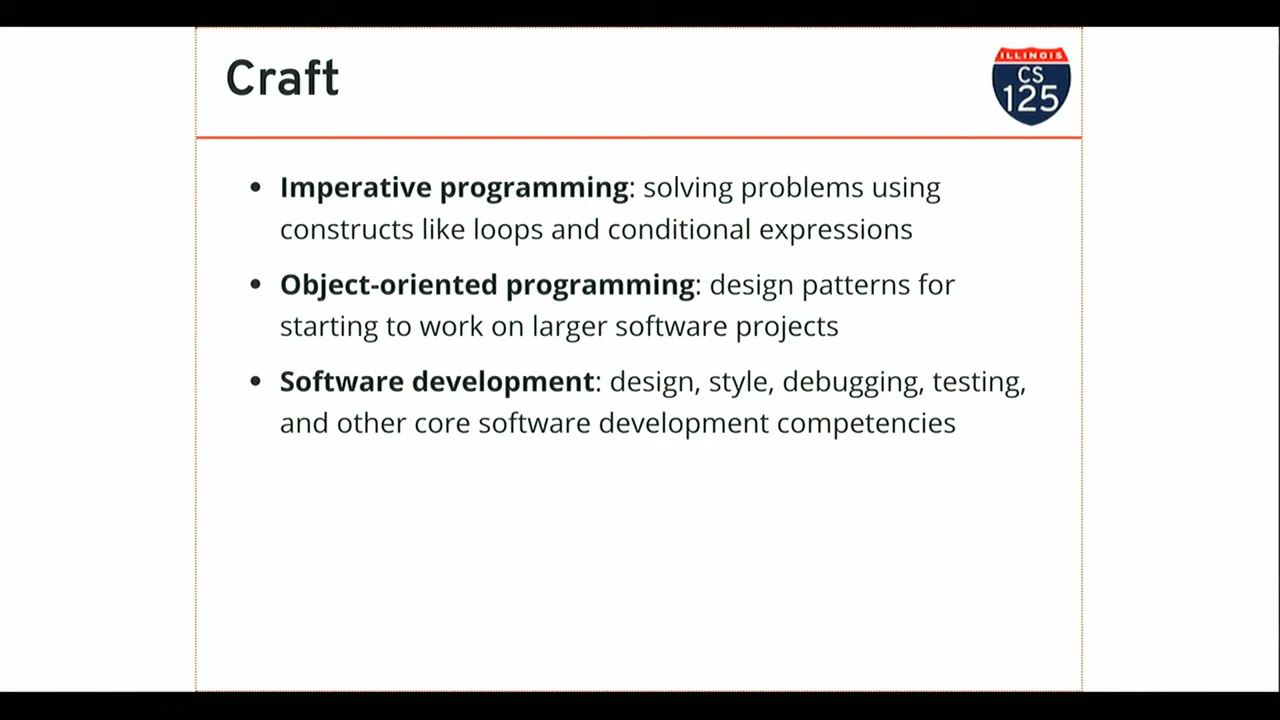 Craft
ILLINOIS
CS
125
Imperative programming: solving problems using
constructs like loops and conditional expressions
Object-oriented programming: design patterns for
starting to work on larger software projects
Software development: design, style, debugging, testing,
and other core software development competencies